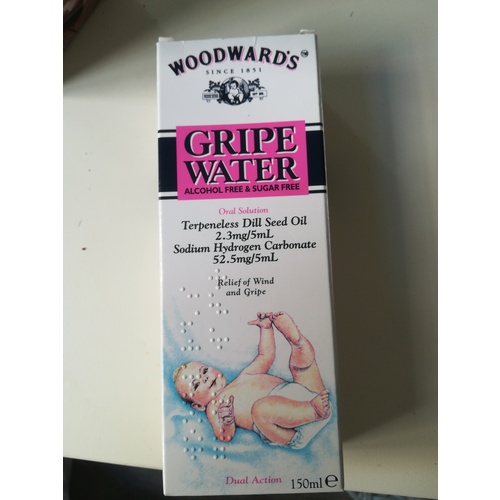 WOODWARD'S™
SINCE 1851
GRIPE
WATER
ALCOHOL FREE & SUGAR FREE
Oral Solution
Terpeneless Dill Seed Oil
2.3mg/5mL
Sodium Hydrogen Carbonate
52.5mg/5mL
Relief of Wind
and Gripe
Dual Action
150ml ℮